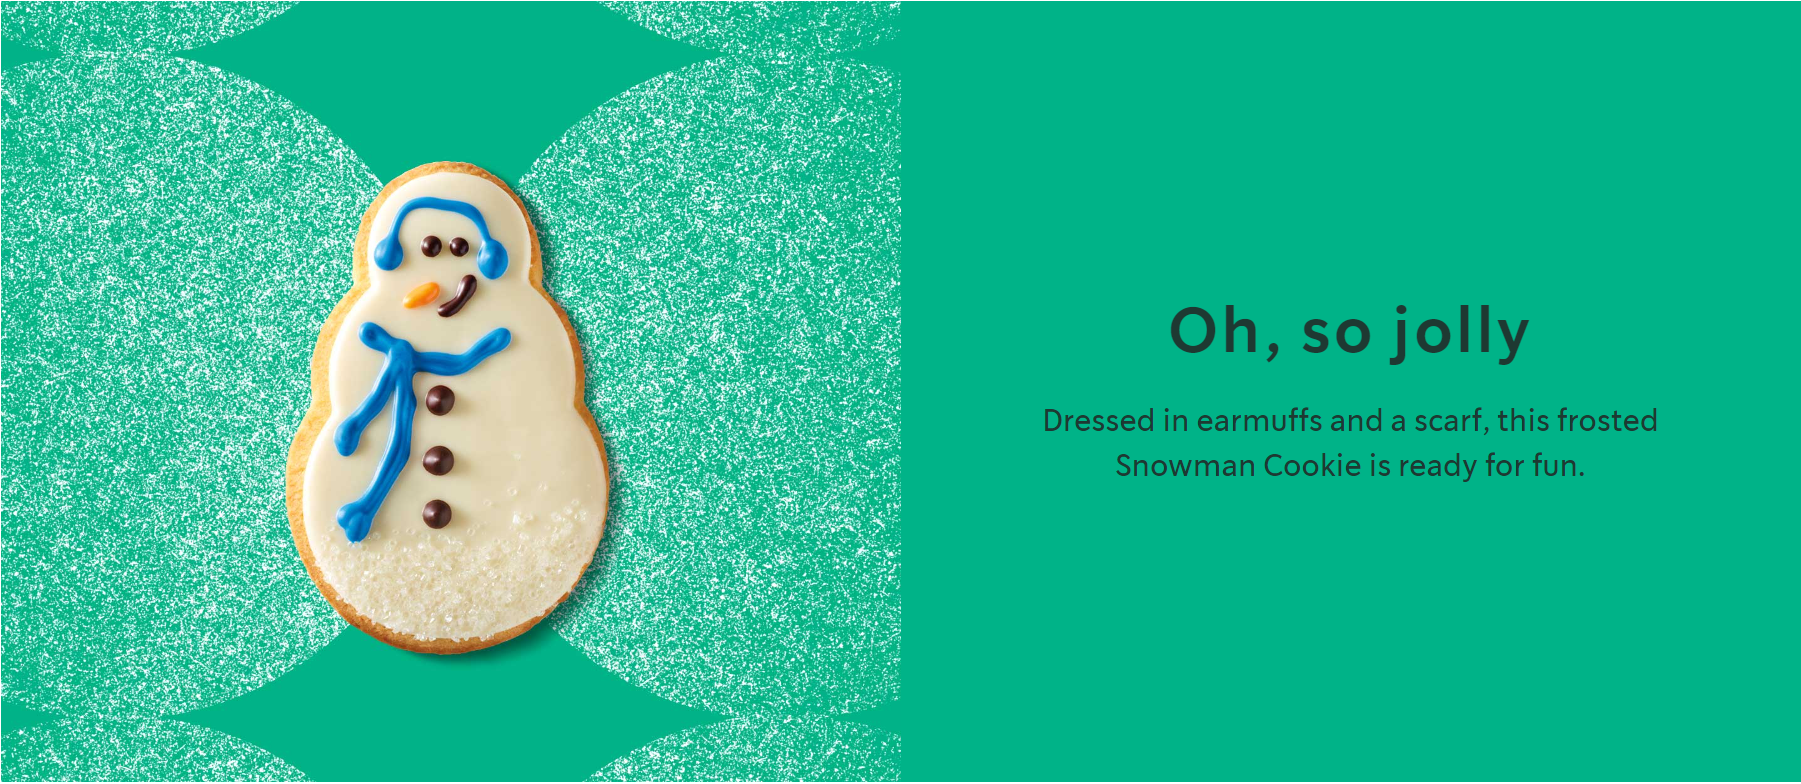 Oh, so jolly
Dressed in earmuffs and a scarf, this frosted
Snowman Cookie is ready for fun.